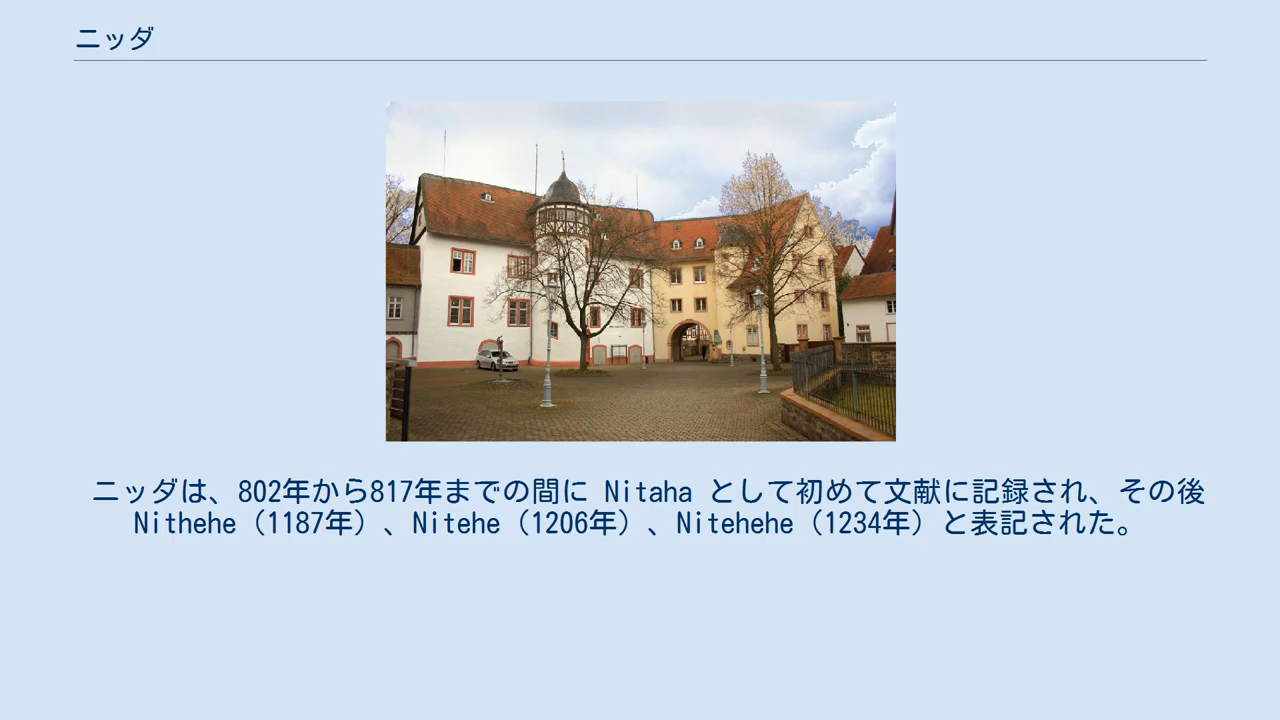 ニッダ
ニッダは、802年から817年までの間に Nitaha として初めて文献に記録され、その後
Nithehe（1187年）、Nitehe（1206年）、Nitehehe（1234年）と表記された。